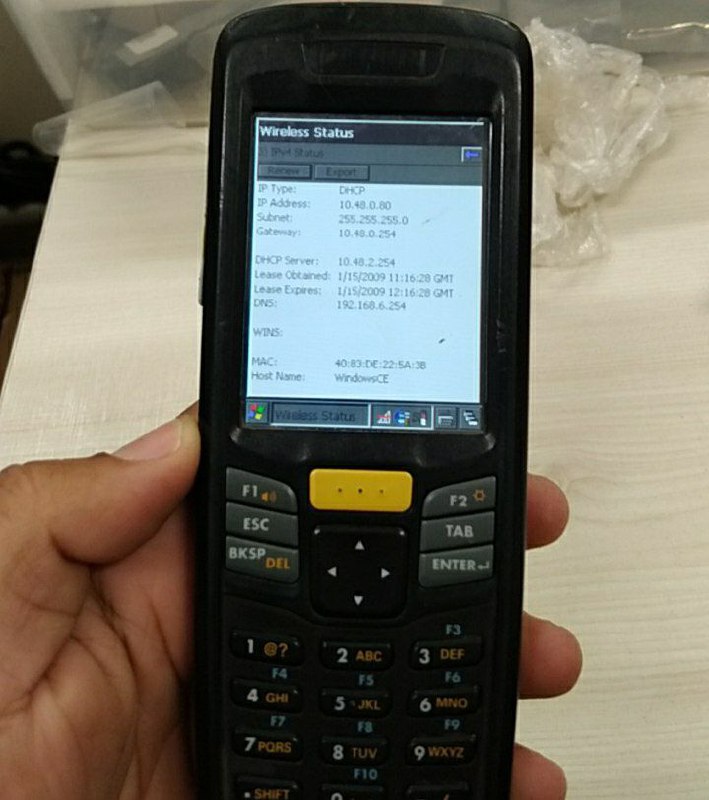 Wireless Status
IPv4 Status
Renew Export
IP Type: DHCP
IP Address: 10.48.0.80
Subnet: 255.255.255.0
Gateway: 10.48.0.254
DHCP Server: 10.48.2.254
Lease Obtained: 1/15/2009 11:16:28 GMT
Lease Expires: 1/15/2009 12:16:28 GMT
DNS: 192.168.6.254
WINS:
MAC: 40:83:DE:22:5A:3B
Host Name: WindowsCE
Wireless Status
F1 F2
ESC TAB
BKSP DEL ENTER
F3
1 @? 2 ABC 3 DEF
F4 F5 F6
4 GHI 5 JKL 6 MNO
F7 F8 F9
7 PQRS 8 TUV 9 WXYZ
F10
SHIFT